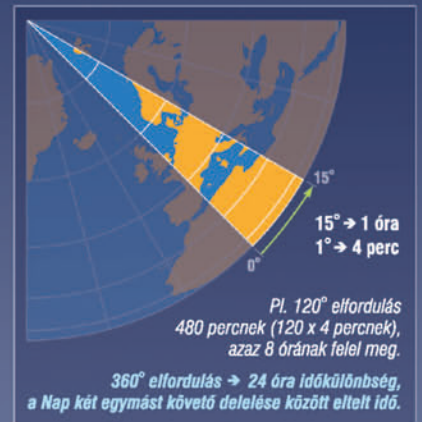 15°
0°
15° → 1 óra
1° → 4 perc
Pl. 120° elfordulás
480 percnek (120 x 4 percnek),
azaz 8 órának felel meg.
360° elfordulás → 24 óra időkülönbség,
a Nap két egymást követő delelése között eltelt idő.